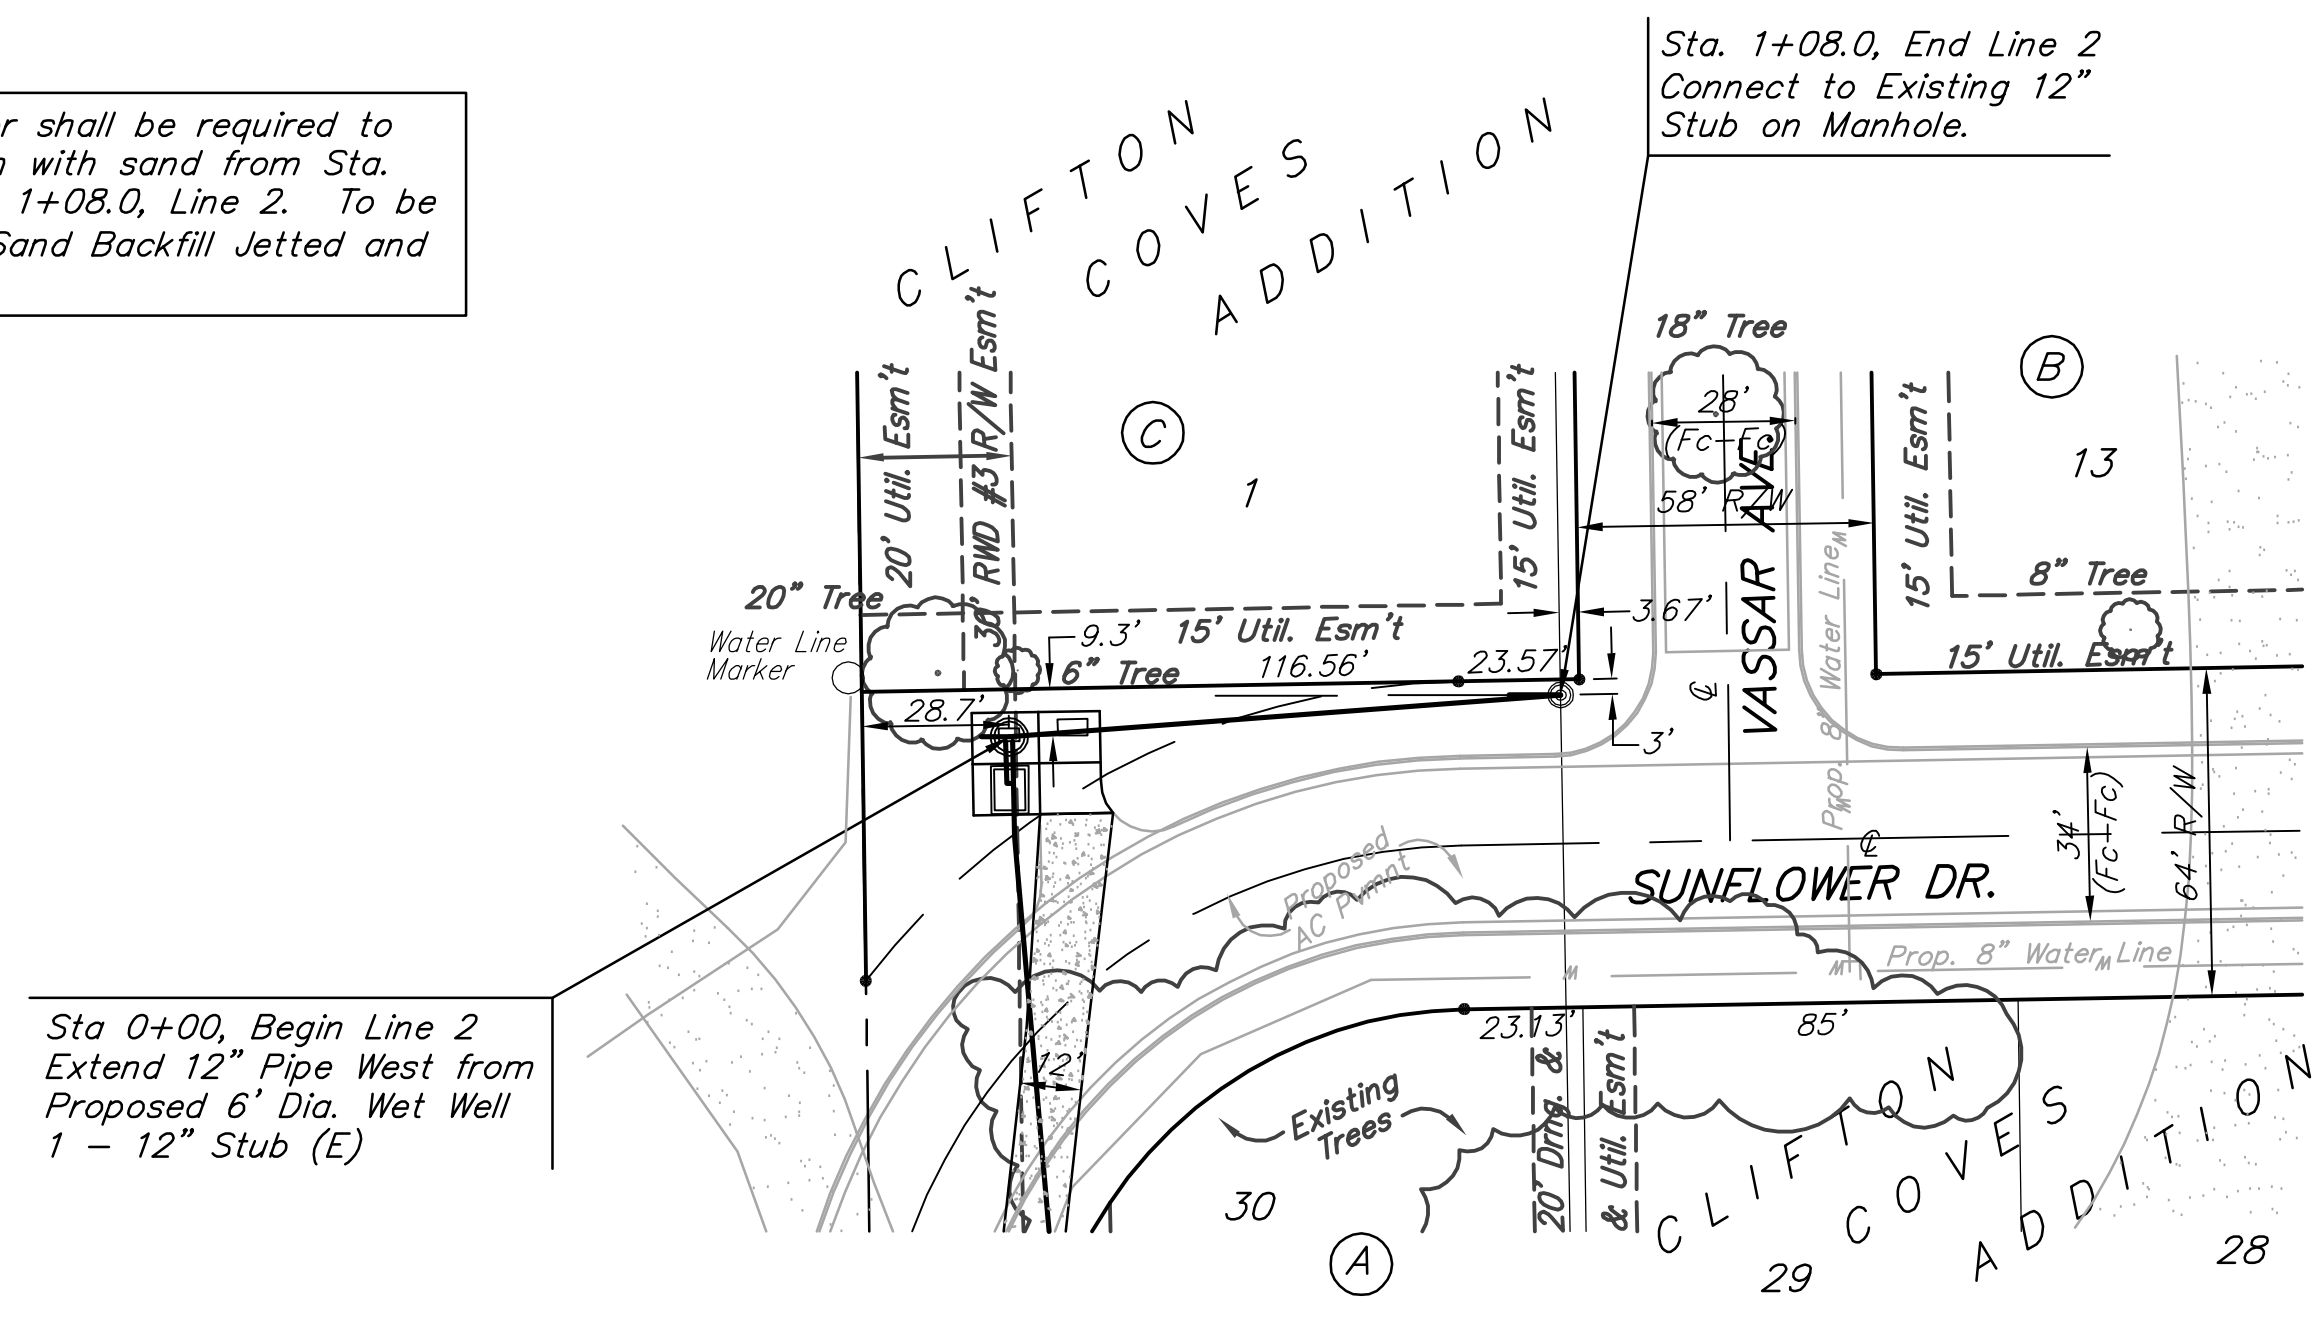 r shall be required to
with sand from Sta.
1+08.0, Line 2. To be
Sand Backfill Jetted and
Sta. 1+08.0, End Line 2
Connect to Existing 12"
Stub on Manhole.
CLIFTON
COVES
ADDITION
20' Util. Esm't
30' RWD #3 R/W Esm't
C
1
15' Util. Esm't
18" Tree
28'
(Fc-Fc)
58' R/W
VASSAR AVE.
Prop. 8" Water Line
W
W
15' Util. Esm't
B
13
8" Tree
15' Util. Esm't
20" Tree
Water Line
Marker
9.3'
15' Util. Esm't
6" Tree
116.56'
23.57'
3.67'
3'
28.7'
℄
℄
SUNFLOWER DR.
34'
(Fc-Fc)
64' R/W
Proposed
AC Pvmnt
Prop. 8" Water Line
W
W
W
Sta 0+00, Begin Line 2
Extend 12" Pipe West from
Proposed 6' Dia. Wet Well
1 - 12" Stub (E)
12'
23.13'
85'
Existing
Trees
20' Drng. &
& Util. Esm't
30
A
CLIFTON
COVES
ADDITION
29
28